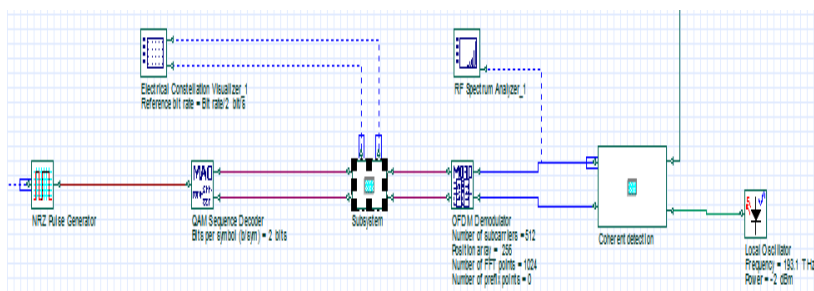 Electrical Constellation Visualizer_1
Reference bit rate = Bit rate/2 bit/s
RF Spectrum Analyzer_1
NRZ Pulse Generator
QAM Sequence Decoder
Bits per symbol (b/sym) = 2 bits
Subsystem
OFDM Demodulator
Number of subcarriers = 512
Position array = 256
Number of FFT points = 1024
Number of prefix points = 0
Coherent detection
Local Oscillator
Frequency = 193.1 THz
Power = -2 dBm